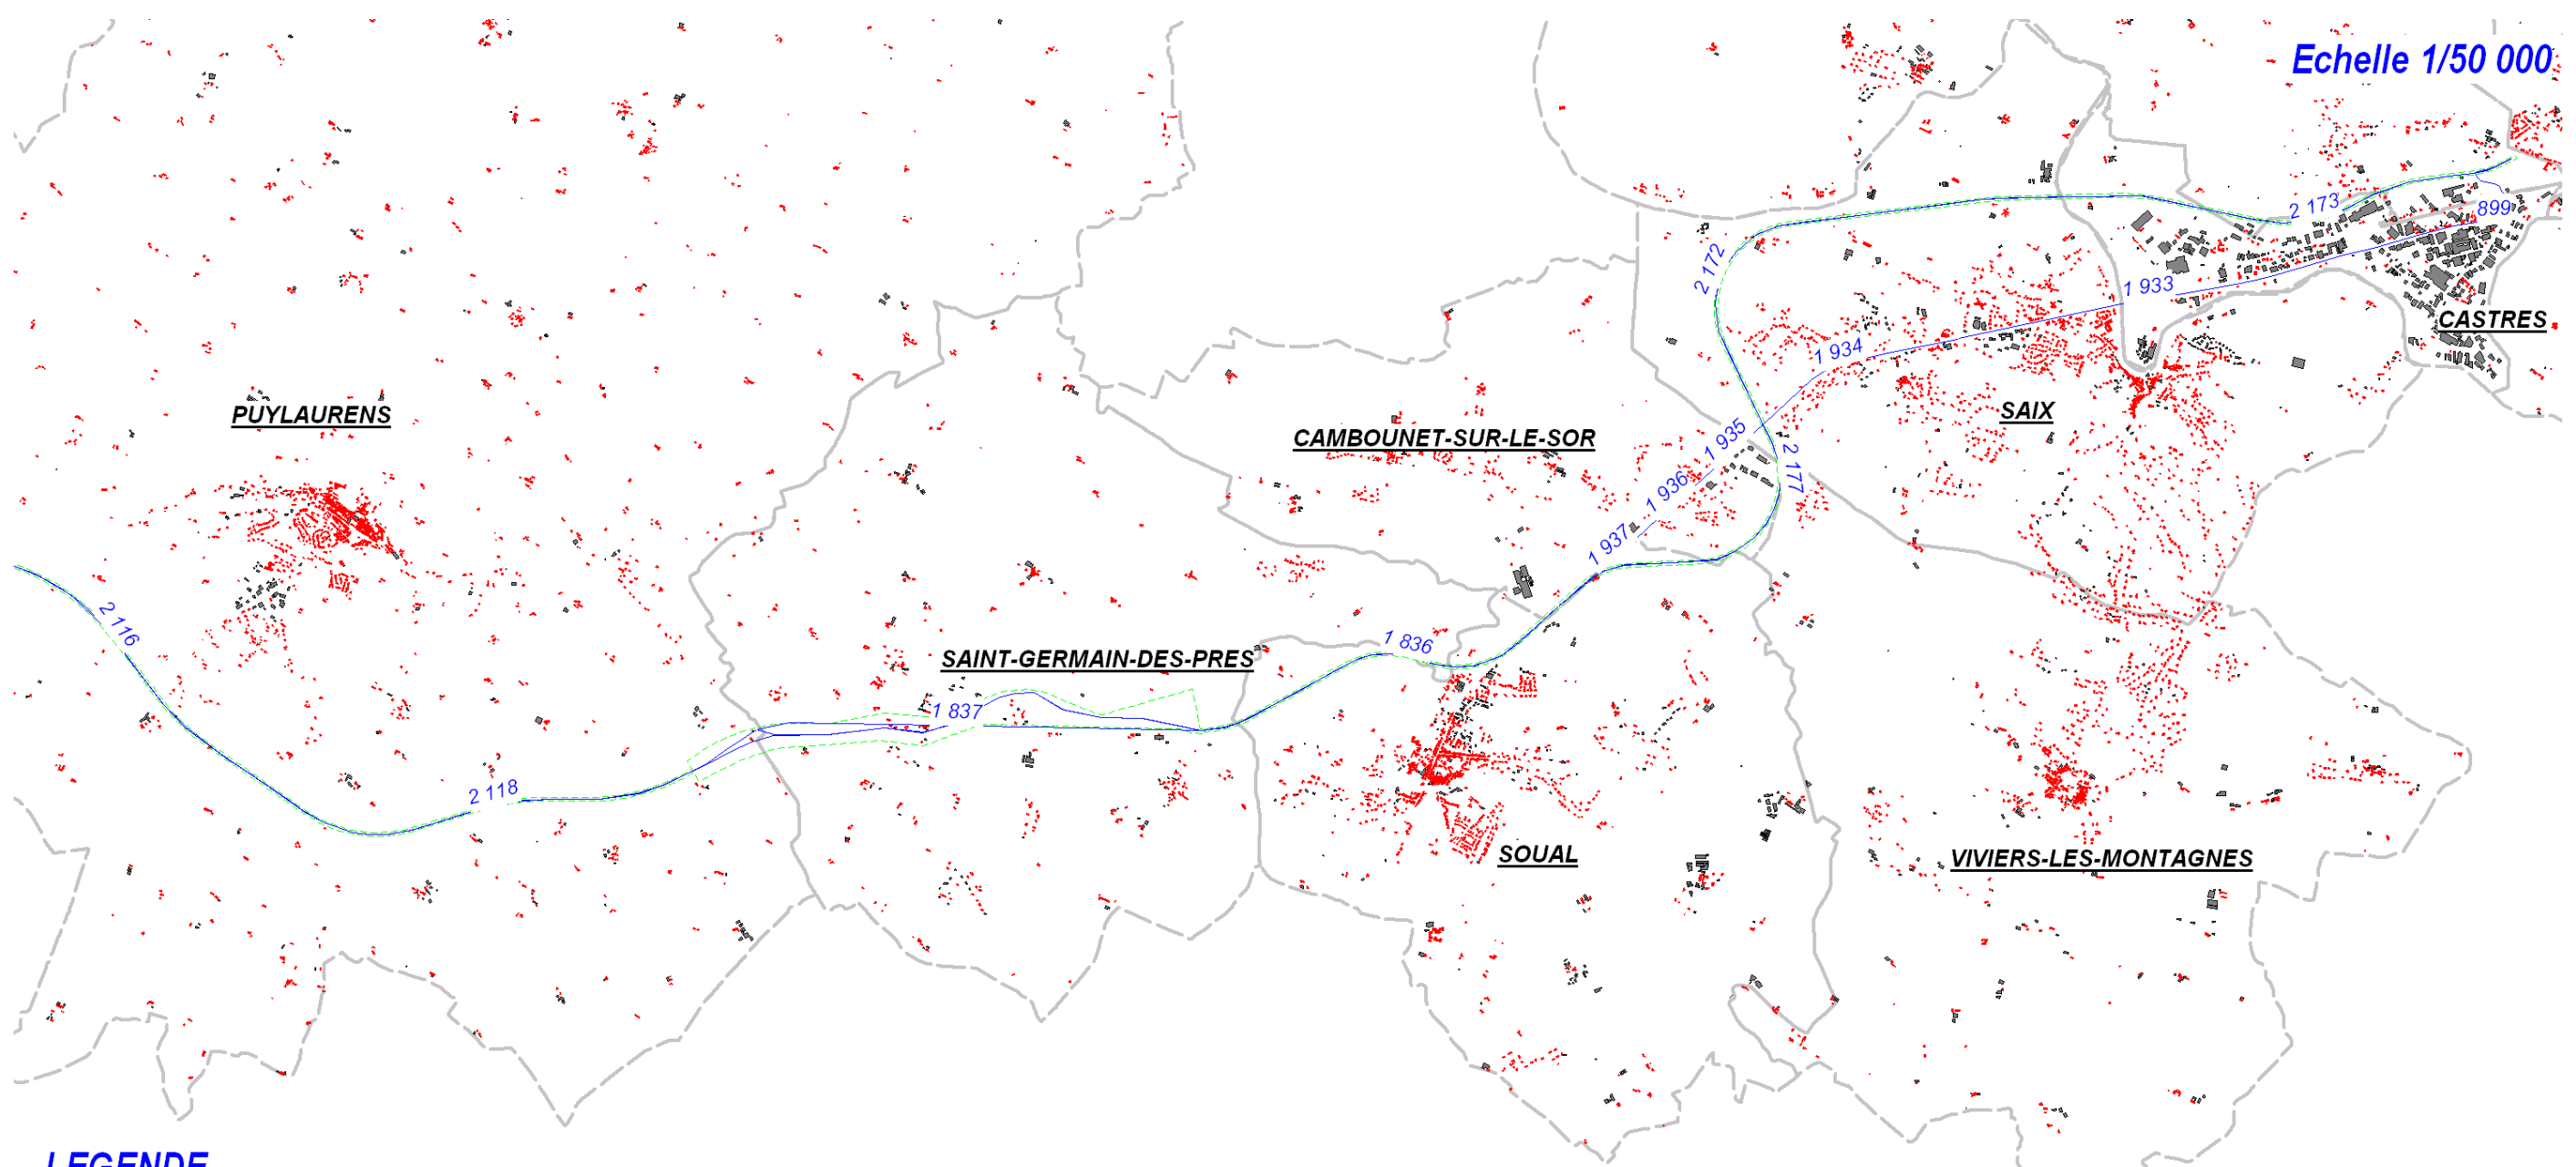 Echelle 1/50 000
2 173
899
2 172
1 933
CASTRES
1 934
PUYLAURENS
SAIX
CAMBOUNET-SUR-LE-SOR
1 935
2 177
1 936
1 937
2 116
1 836
SAINT-GERMAIN-DES-PRES
1 837
2 118
SOUAL
VIVIERS-LES-MONTAGNES
LEGENDE